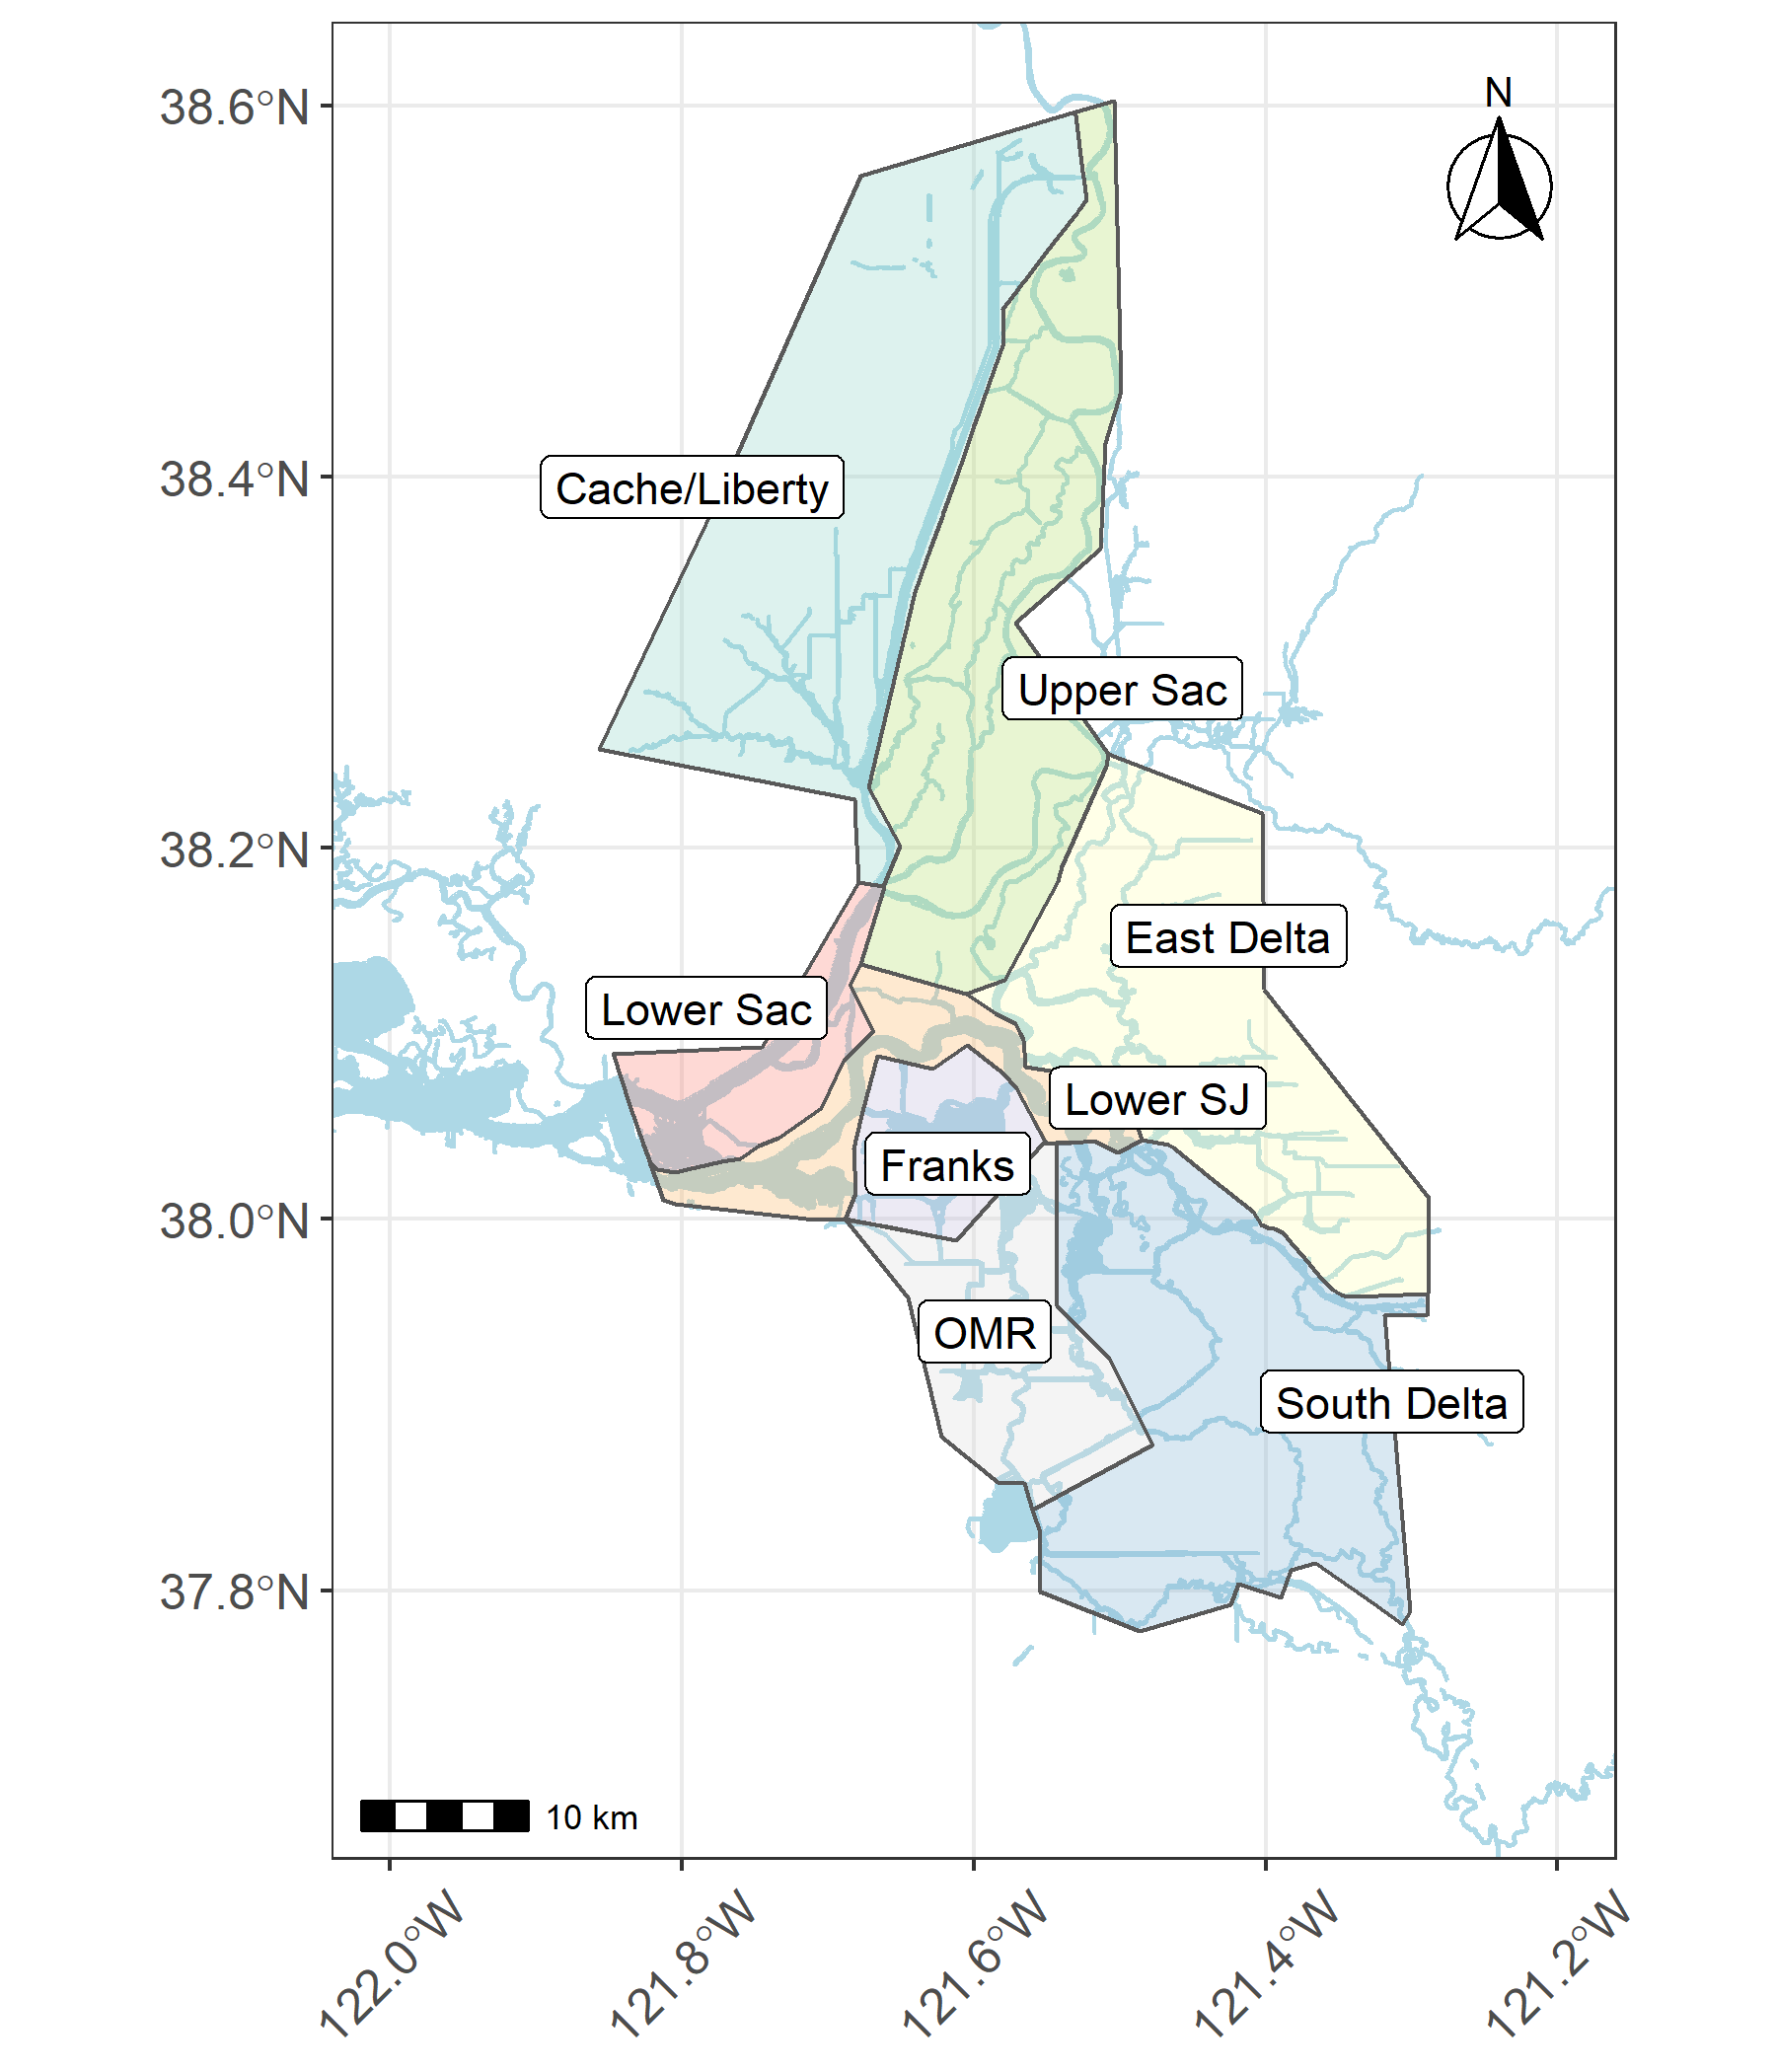 N
38.6°N
38.4°N
38.2°N
38.0°N
37.8°N
Cache/Liberty
Upper Sac
East Delta
Lower Sac
Lower SJ
Franks
OMR
South Delta
10 km
122.0°W
121.8°W
121.6°W
121.4°W
121.2°W